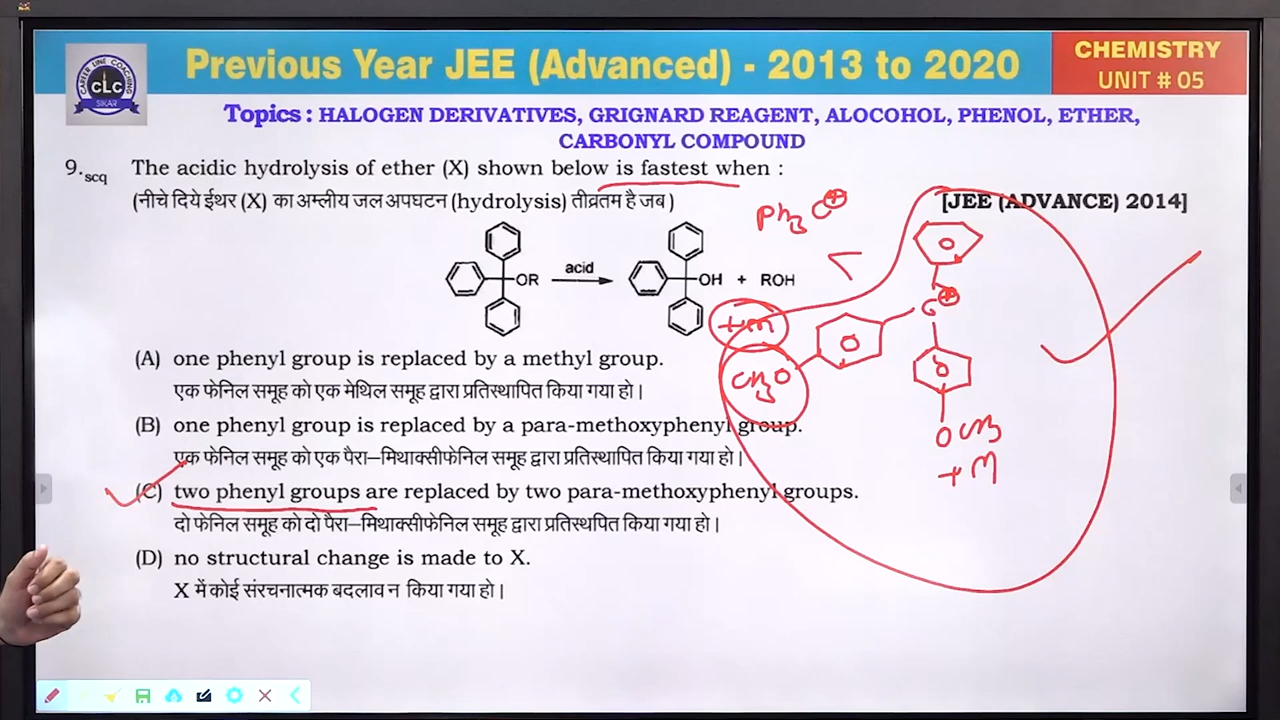 CAREER LINE COACHING
CLC
SIKAR
Previous Year JEE (Advanced) - 2013 to 2020
CHEMISTRY
UNIT # 05
Topics : HALOGEN DERIVATIVES, GRIGNARD REAGENT, ALOCOHOL, PHENOL, ETHER,
CARBONYL COMPOUND
9.scq The acidic hydrolysis of ether (X) shown below is fastest when :
(नीचे दिये ईथर (X) का अम्लीय जल अपघटन (hydrolysis) तीव्रतम है जब )
[JEE (ADVANCE) 2014]
Ph3C⊕
<
OR acid OH + ROH
C⊕
+M
CH3O
OCH3
+M
(A) one phenyl group is replaced by a methyl group.
एक फेनिल समूह को एक मेथिल समूह द्वारा प्रतिस्थापित किया गया हो।
(B) one phenyl group is replaced by a para-methoxyphenyl group.
एक फेनिल समूह को एक पैरा–मिथाक्सीफेनिल समूह द्वारा प्रतिस्थापित किया गया हो।
(C) two phenyl groups are replaced by two para-methoxyphenyl groups.
दो फेनिल समूह को दो पैरा–मिथाक्सीफेनिल समूह द्वारा प्रतिस्थपित किया गया हो।
(D) no structural change is made to X.
X में कोई संरचनात्मक बदलाव न किया गया हो।